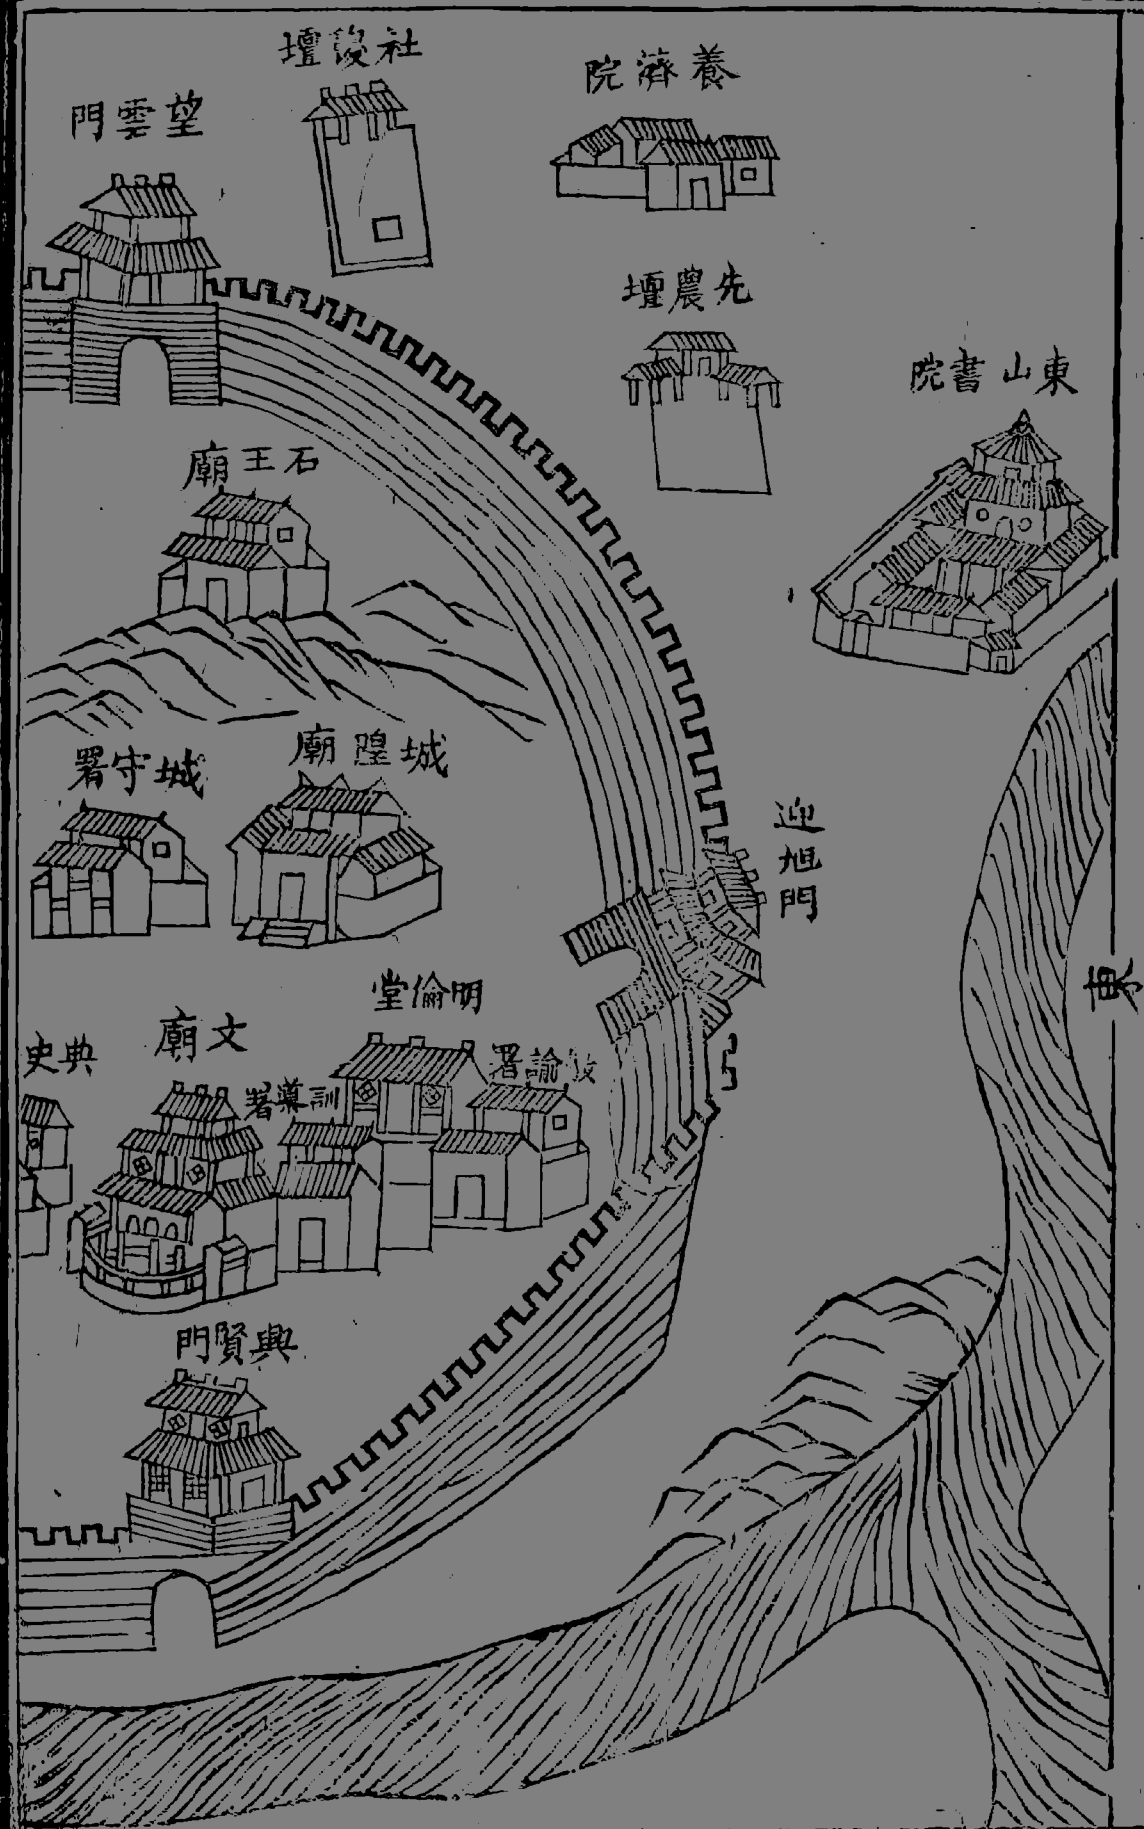 社稷壇
養濟院
望雲門
先農壇
東山書院
石王廟
城隍廟
城守署
迎旭門
東
明倫堂
文廟
典史
教諭署
訓導署
興賢門